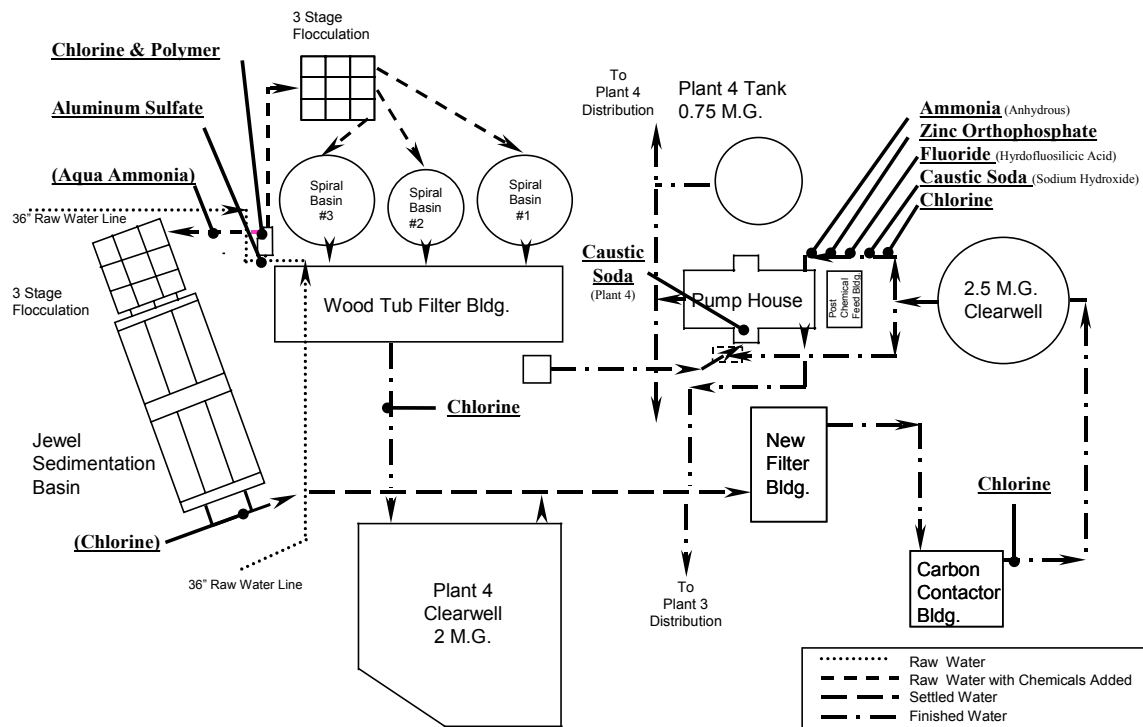 3 Stage
Flocculation
Chlorine & Polymer
Aluminum Sulfate
(Aqua Ammonia)
36” Raw Water Line
3 Stage
Flocculation
Spiral
Basin
#3
Spiral
Basin
#2
Spiral
Basin
#1
Wood Tub Filter Bldg.
Chlorine
Jewel
Sedimentation
Basin
(Chlorine)
36” Raw Water Line
Plant 4
Clearwell
2 M.G.
To
Plant 4
Distribution
Plant 4 Tank
0.75 M.G.
Ammonia (Anhydrous)
Zinc Orthophosphate
Fluoride (Hyrdofluosilicic Acid)
Caustic Soda (Sodium Hydroxide)
Chlorine
Caustic
Soda
(Plant 4)
Pump House
Post
Chemical
Feed Bldg.
2.5 M.G.
Clearwell
New
Filter
Bldg.
Chlorine
Carbon
Contactor
Bldg.
To
Plant 3
Distribution
Raw Water
Raw Water with Chemicals Added
Settled Water
Finished Water